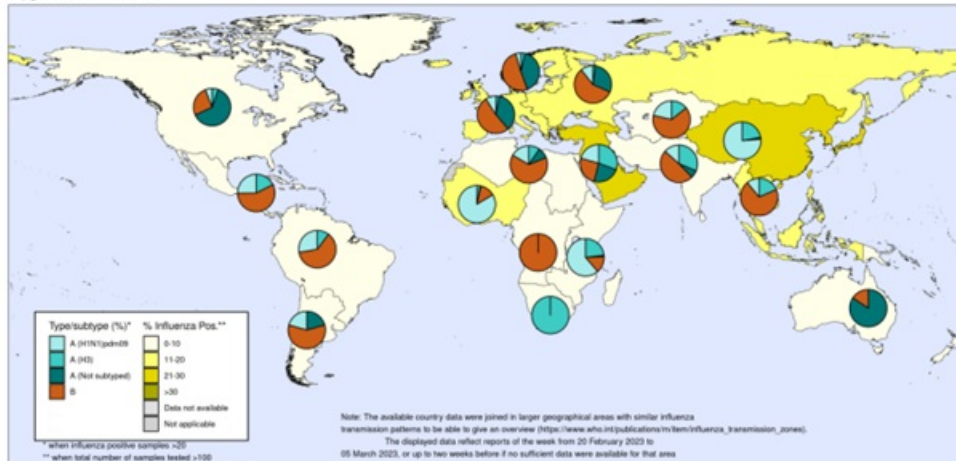 Type/subtype (%)*
A (H1N1)pdm09
A (H3)
A (Not subtyped)
B
% Influenza Pos.**
0-10
11-20
21-30
>30
Data not available
Not applicable
* when influenza positive samples >20
** when total number of samples tested >100
Note: The available country data were joined in larger geographical areas with similar influenza
transmission patterns to be able to give an overview (https://www.who.int/publications/m/item/influenza_transmission_zones).
The displayed data reflect reports of the week from 20 February 2023 to
05 March 2023, or up to two weeks before if no sufficient data were available for that area